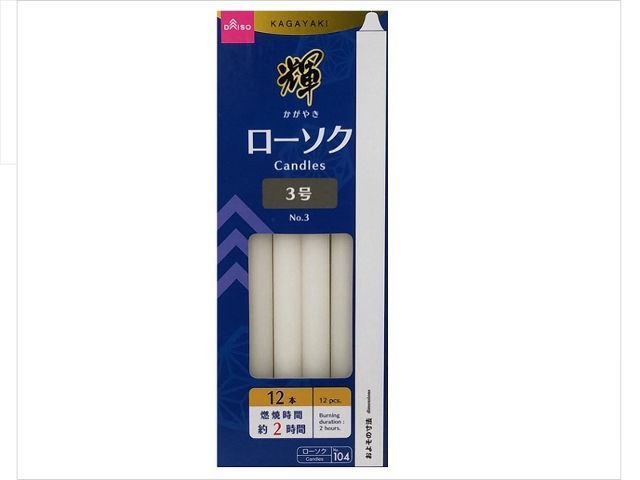 DAISO
KAGAYAKI
輝
かがやき
ローソク
Candles
3号
No.3
12本
12 pcs.
燃焼時間
約2時間
Burning
duration :
2 hours.
ローソク
Candles
No.
104
およその寸法 dimensions